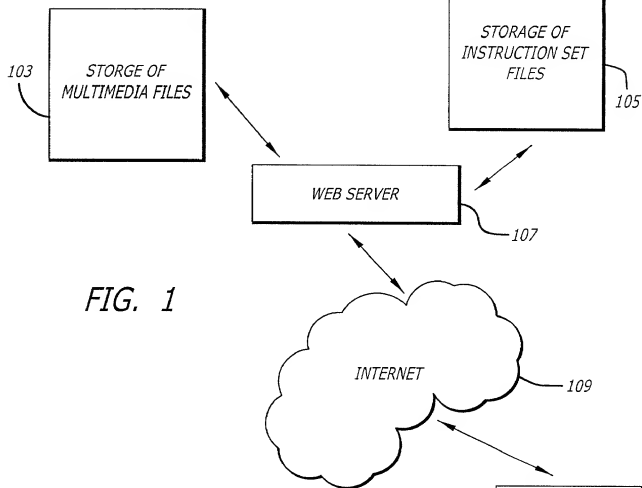 103
STORGE OF
MULTIMEDIA FILES
STORAGE OF
INSTRUCTION SET
FILES
105
WEB SERVER
107
FIG. 1
INTERNET
109